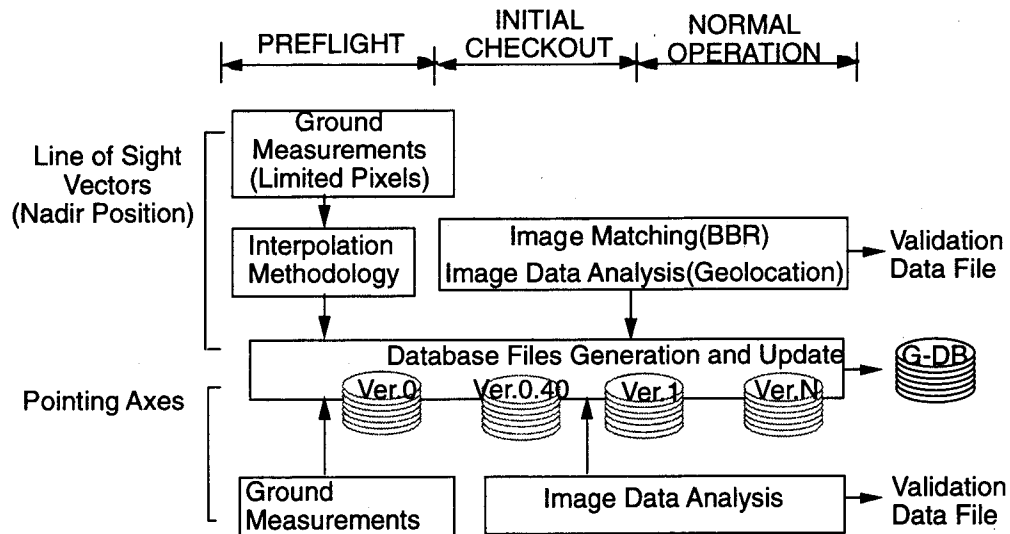 PREFLIGHT
INITIAL
CHECKOUT
NORMAL
OPERATION
Ground
Measurements
(Limited Pixels)
Line of Sight
Vectors
(Nadir Position)
Interpolation
Methodology
Image Matching(BBR)
Image Data Analysis(Geolocation)
Validation
Data File
Database Files Generation and Update
G-DB
Ver.0
Ver.0.40
Ver.1
Ver.N
Pointing Axes
Ground
Measurements
Image Data Analysis
Validation
Data File